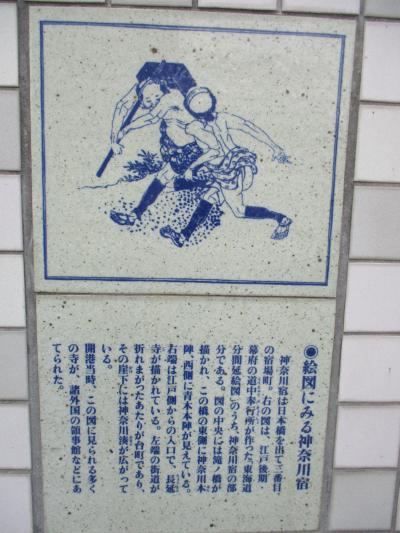 ◉絵図にみる神奈川宿
神奈川宿は日本橋を出て三番目
の宿場町。右の図は、江戸後期・
幕府の道中奉行所が作った「東海道
分間延絵図」のうち、神奈川宿の部
分である。図の中央には滝ノ橋が
描かれ、この橋の東側に神奈川本
陣、西側に青木本陣が見えている。
右端は江戸側からの入口で、長延
寺が描かれている。左端の街道が
折れまがったあたりが台町であり、
その崖下には神奈川湊が広がって
いる。
開港当時、この図に見られる多く
の寺が、諸外国の領事館などにあ
てられた。